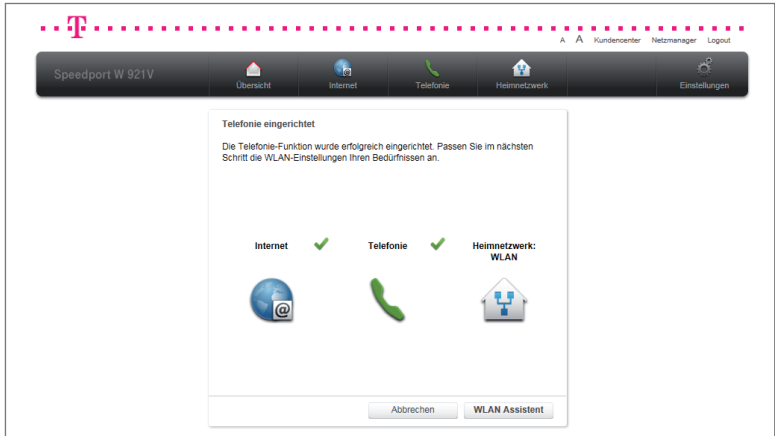 T
A A Kundencenter Netzmanager Logout
Speedport W 921V
Übersicht Internet Telefonie Heimnetzwerk Einstellungen
Telefonie eingerichtet
Die Telefonie-Funktion wurde erfolgreich eingerichtet. Passen Sie im nächsten
Schritt die WLAN-Einstellungen Ihren Bedürfnissen an.
Internet Telefonie Heimnetzwerk:
WLAN
@
Abbrechen WLAN Assistent